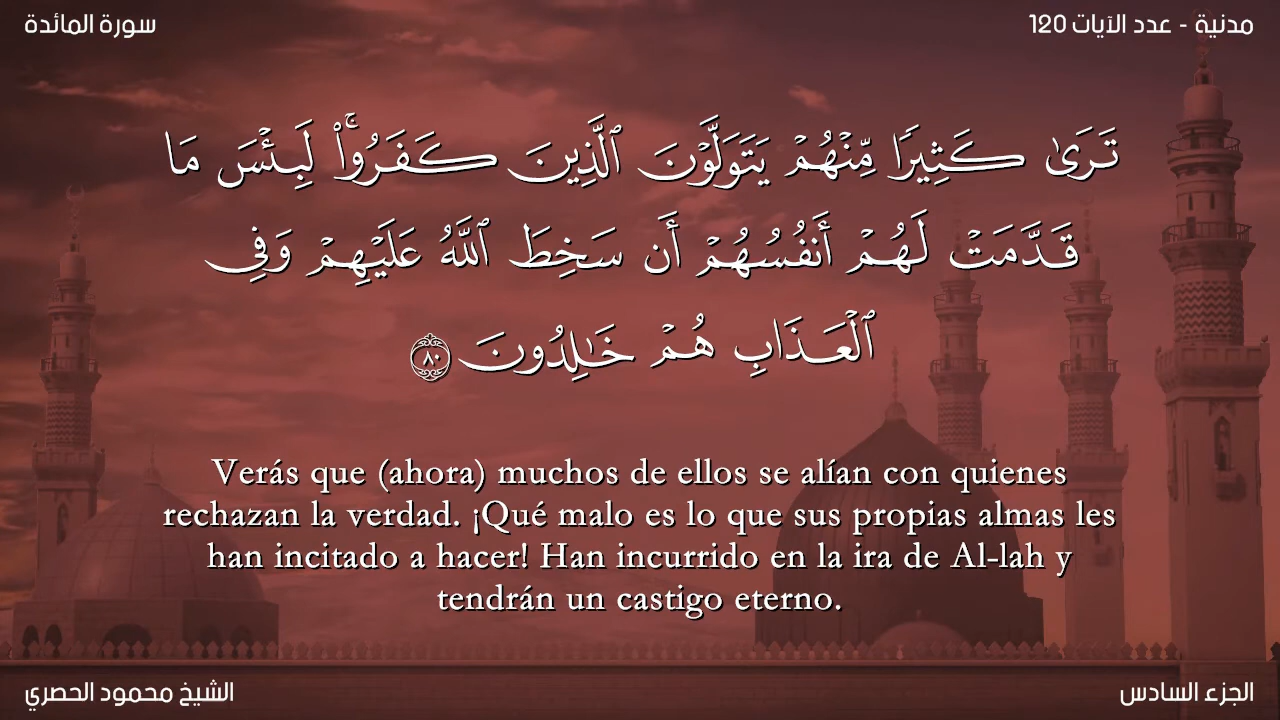 سورة المائدة
مدنية - عدد الآيات 120
تَرَىٰ كَثِيرًا مِّنْهُمْ يَتَوَلَّوْنَ ٱلَّذِينَ كَفَرُوا۟ ۚ لَبِئْسَ مَا
قَدَّمَتْ لَهُمْ أَنفُسُهُمْ أَن سَخِطَ ٱللَّهُ عَلَيْهِمْ وَفِى
ٱلْعَذَابِ هُمْ خَـٰلِدُونَ ٨٠
Verás que (ahora) muchos de ellos se alían con quienes
rechazan la verdad. ¡Qué malo es lo que sus propias almas les
han incitado a hacer! Han incurrido en la ira de Al-lah y
tendrán un castigo eterno.
الشيخ محمود الحصري
الجزء السادس